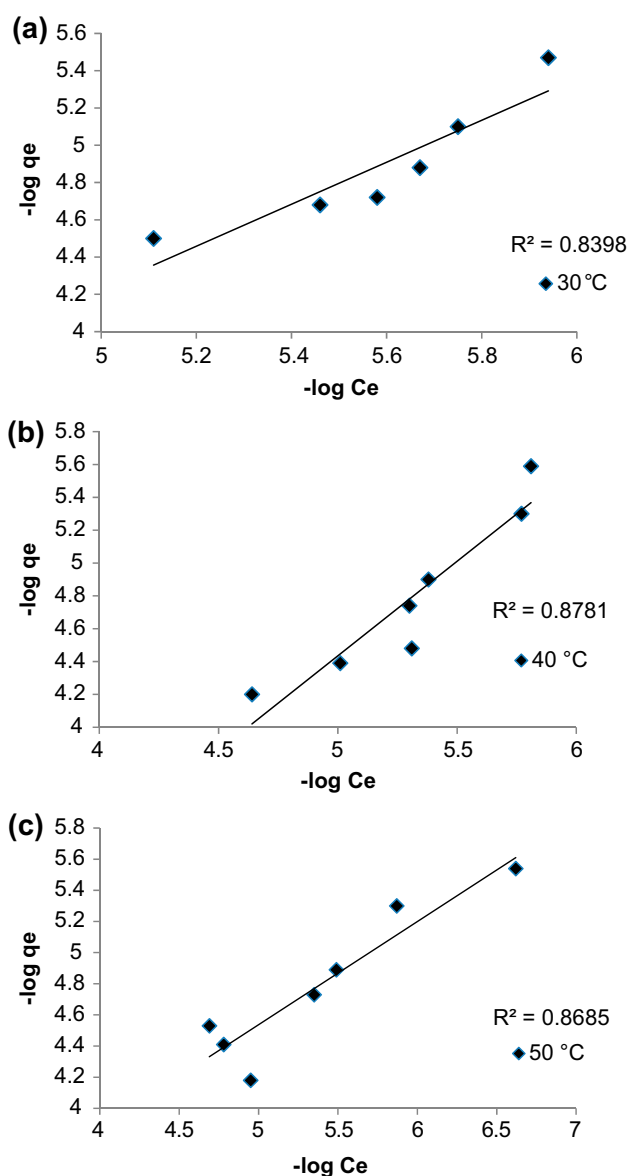 (a)
5.6
5.4
5.2
5
4.8
4.6
4.4
4.2
4
-log qe
R² = 0.8398
30°C
5 5.2 5.4 5.6 5.8 6
-log Ce
(b)
5.8
5.6
5.4
5.2
5
4.8
4.6
4.4
4.2
4
-log qe
R² = 0.8781
40 °C
4 4.5 5 5.5 6
-log Ce
(c)
5.8
5.6
5.4
5.2
5
4.8
4.6
4.4
4.2
4
-log qe
R² = 0.8685
50 °C
4 4.5 5 5.5 6 6.5 7
-log Ce